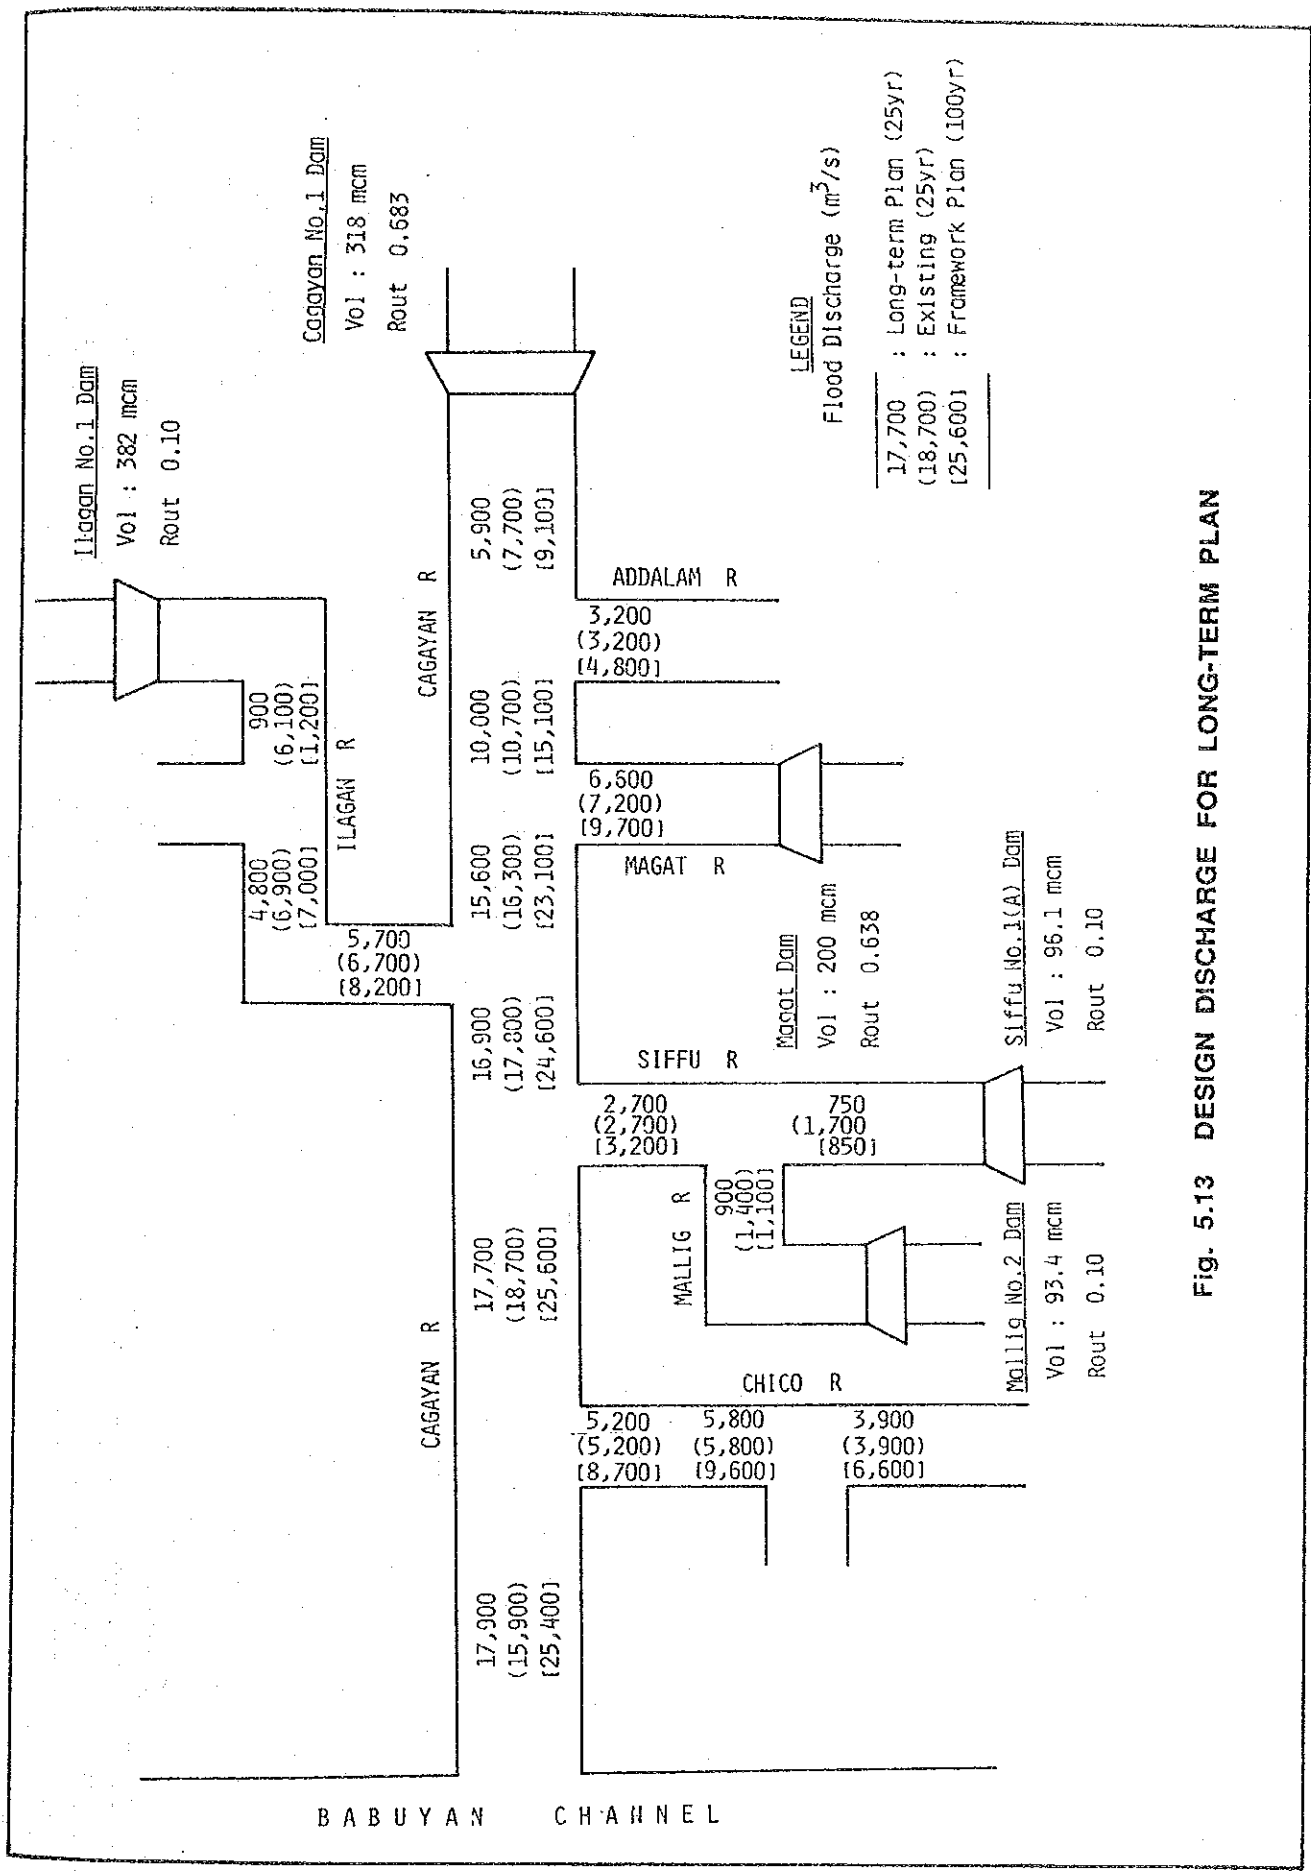 Ilagan No.1 Dam
Vol : 382 mcm
Rout 0.10
Cagayan No.1 Dam
Vol : 318 mcm
Rout 0.683
900
(6,100)
[1,200]
4,800
(6,900)
[7,000]
ILAGAN R
5,700
(6,700)
[8,200]
CAGAYAN R
CAGAYAN R
17,900
(15,900)
[25,400]
17,700
(18,700)
[25,600]
16,900
(17,800)
[24,600]
15,600
(16,300)
[23,100]
10,000
(10,700)
[15,100]
5,900
(7,700)
[9,100]
ADDALAM R
3,200
(3,200)
[4,800]
6,600
(7,200)
[9,700]
MAGAT R
Magat Dam
Vol : 200 mcm
Rout 0.638
SIFFU R
2,700
(2,700)
[3,200]
750
(1,700
[850]
Siffu No.1(A) Dam
Vol : 96.1 mcm
Rout 0.10
MALLIG R
900
(1,400)
[1,100]
Mallig No.2 Dam
Vol : 93.4 mcm
Rout 0.10
CHICO R
5,200
(5,200)
[8,700]
5,800
(5,800)
[9,600]
3,900
(3,900)
[6,600]
BABUYAN CHANNEL
LEGEND
Flood Discharge (m³/s)
17,700 : Long-term Plan (25yr)
(18,700) : Existing (25yr)
[25,600] : Framework Plan (100yr)
Fig. 5.13 DESIGN DISCHARGE FOR LONG-TERM PLAN